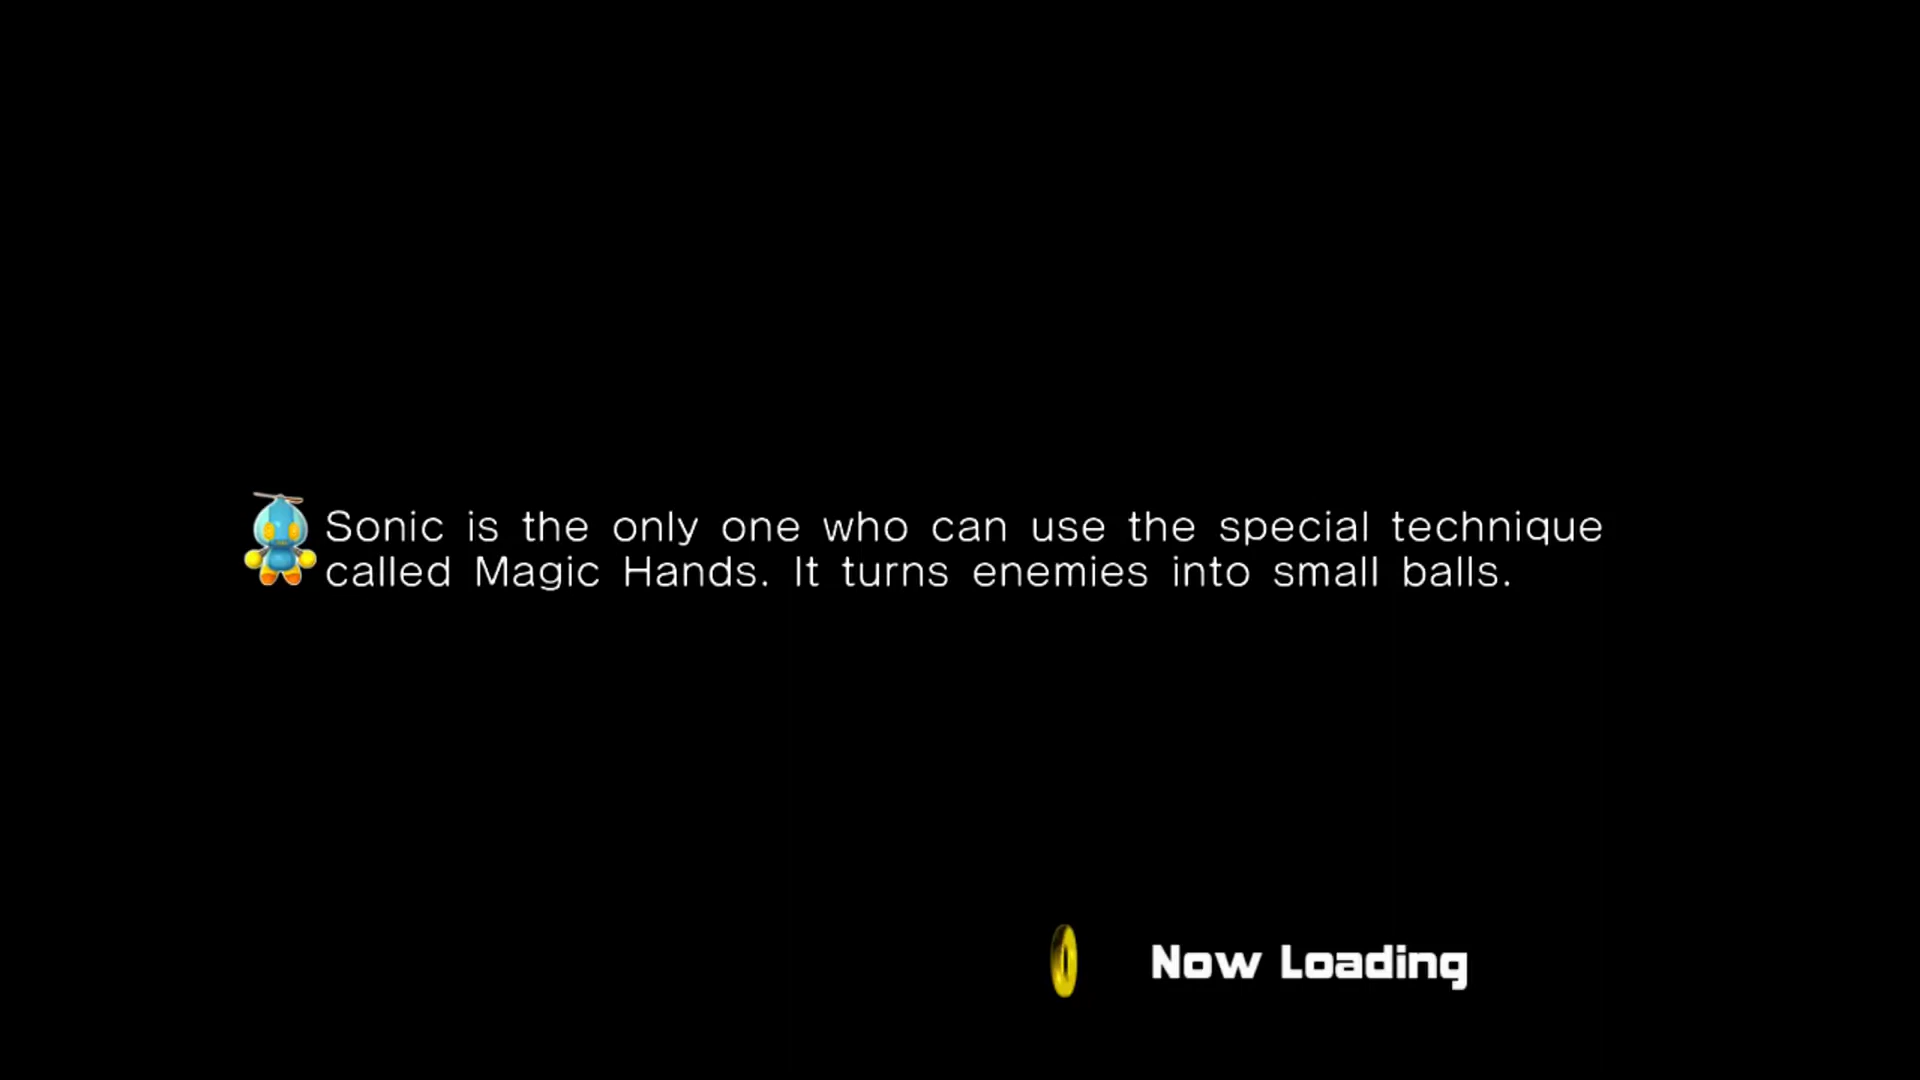 Sonic is the only one who can use the special technique
called Magic Hands. It turns enemies into small balls.
Now Loading